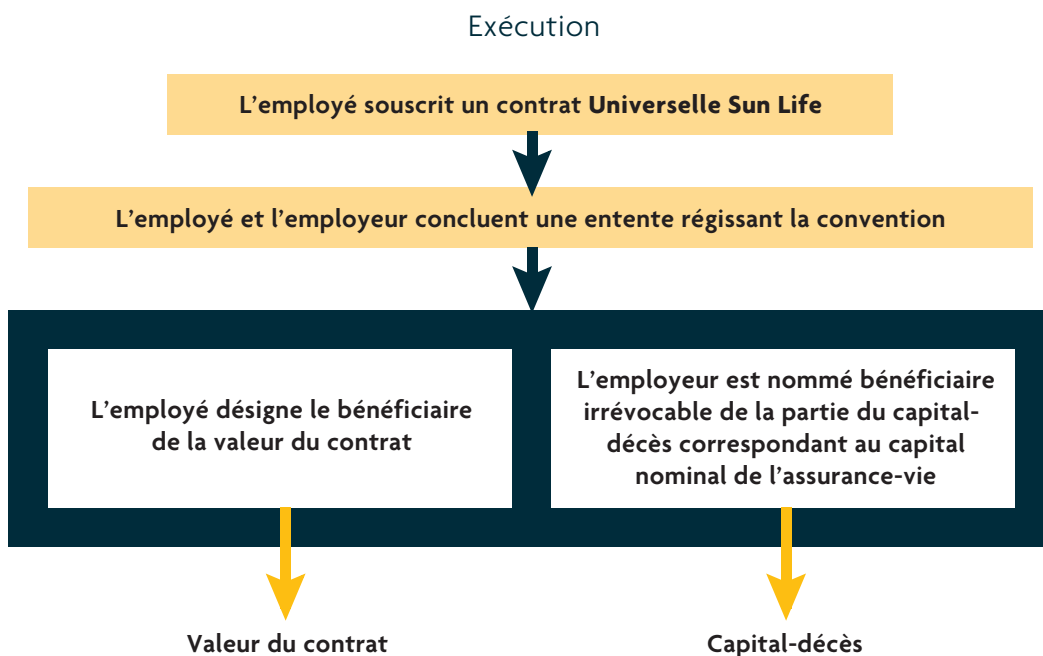 Exécution
L'employé souscrit un contrat Universelle Sun Life
L'employé et l'employeur concluent une entente régissant la convention
L'employé désigne le bénéficiaire
de la valeur du contrat
L'employeur est nommé bénéficiaire
irrévocable de la partie du capital-
décès correspondant au capital
nominal de l'assurance-vie
Valeur du contrat
Capital-décès